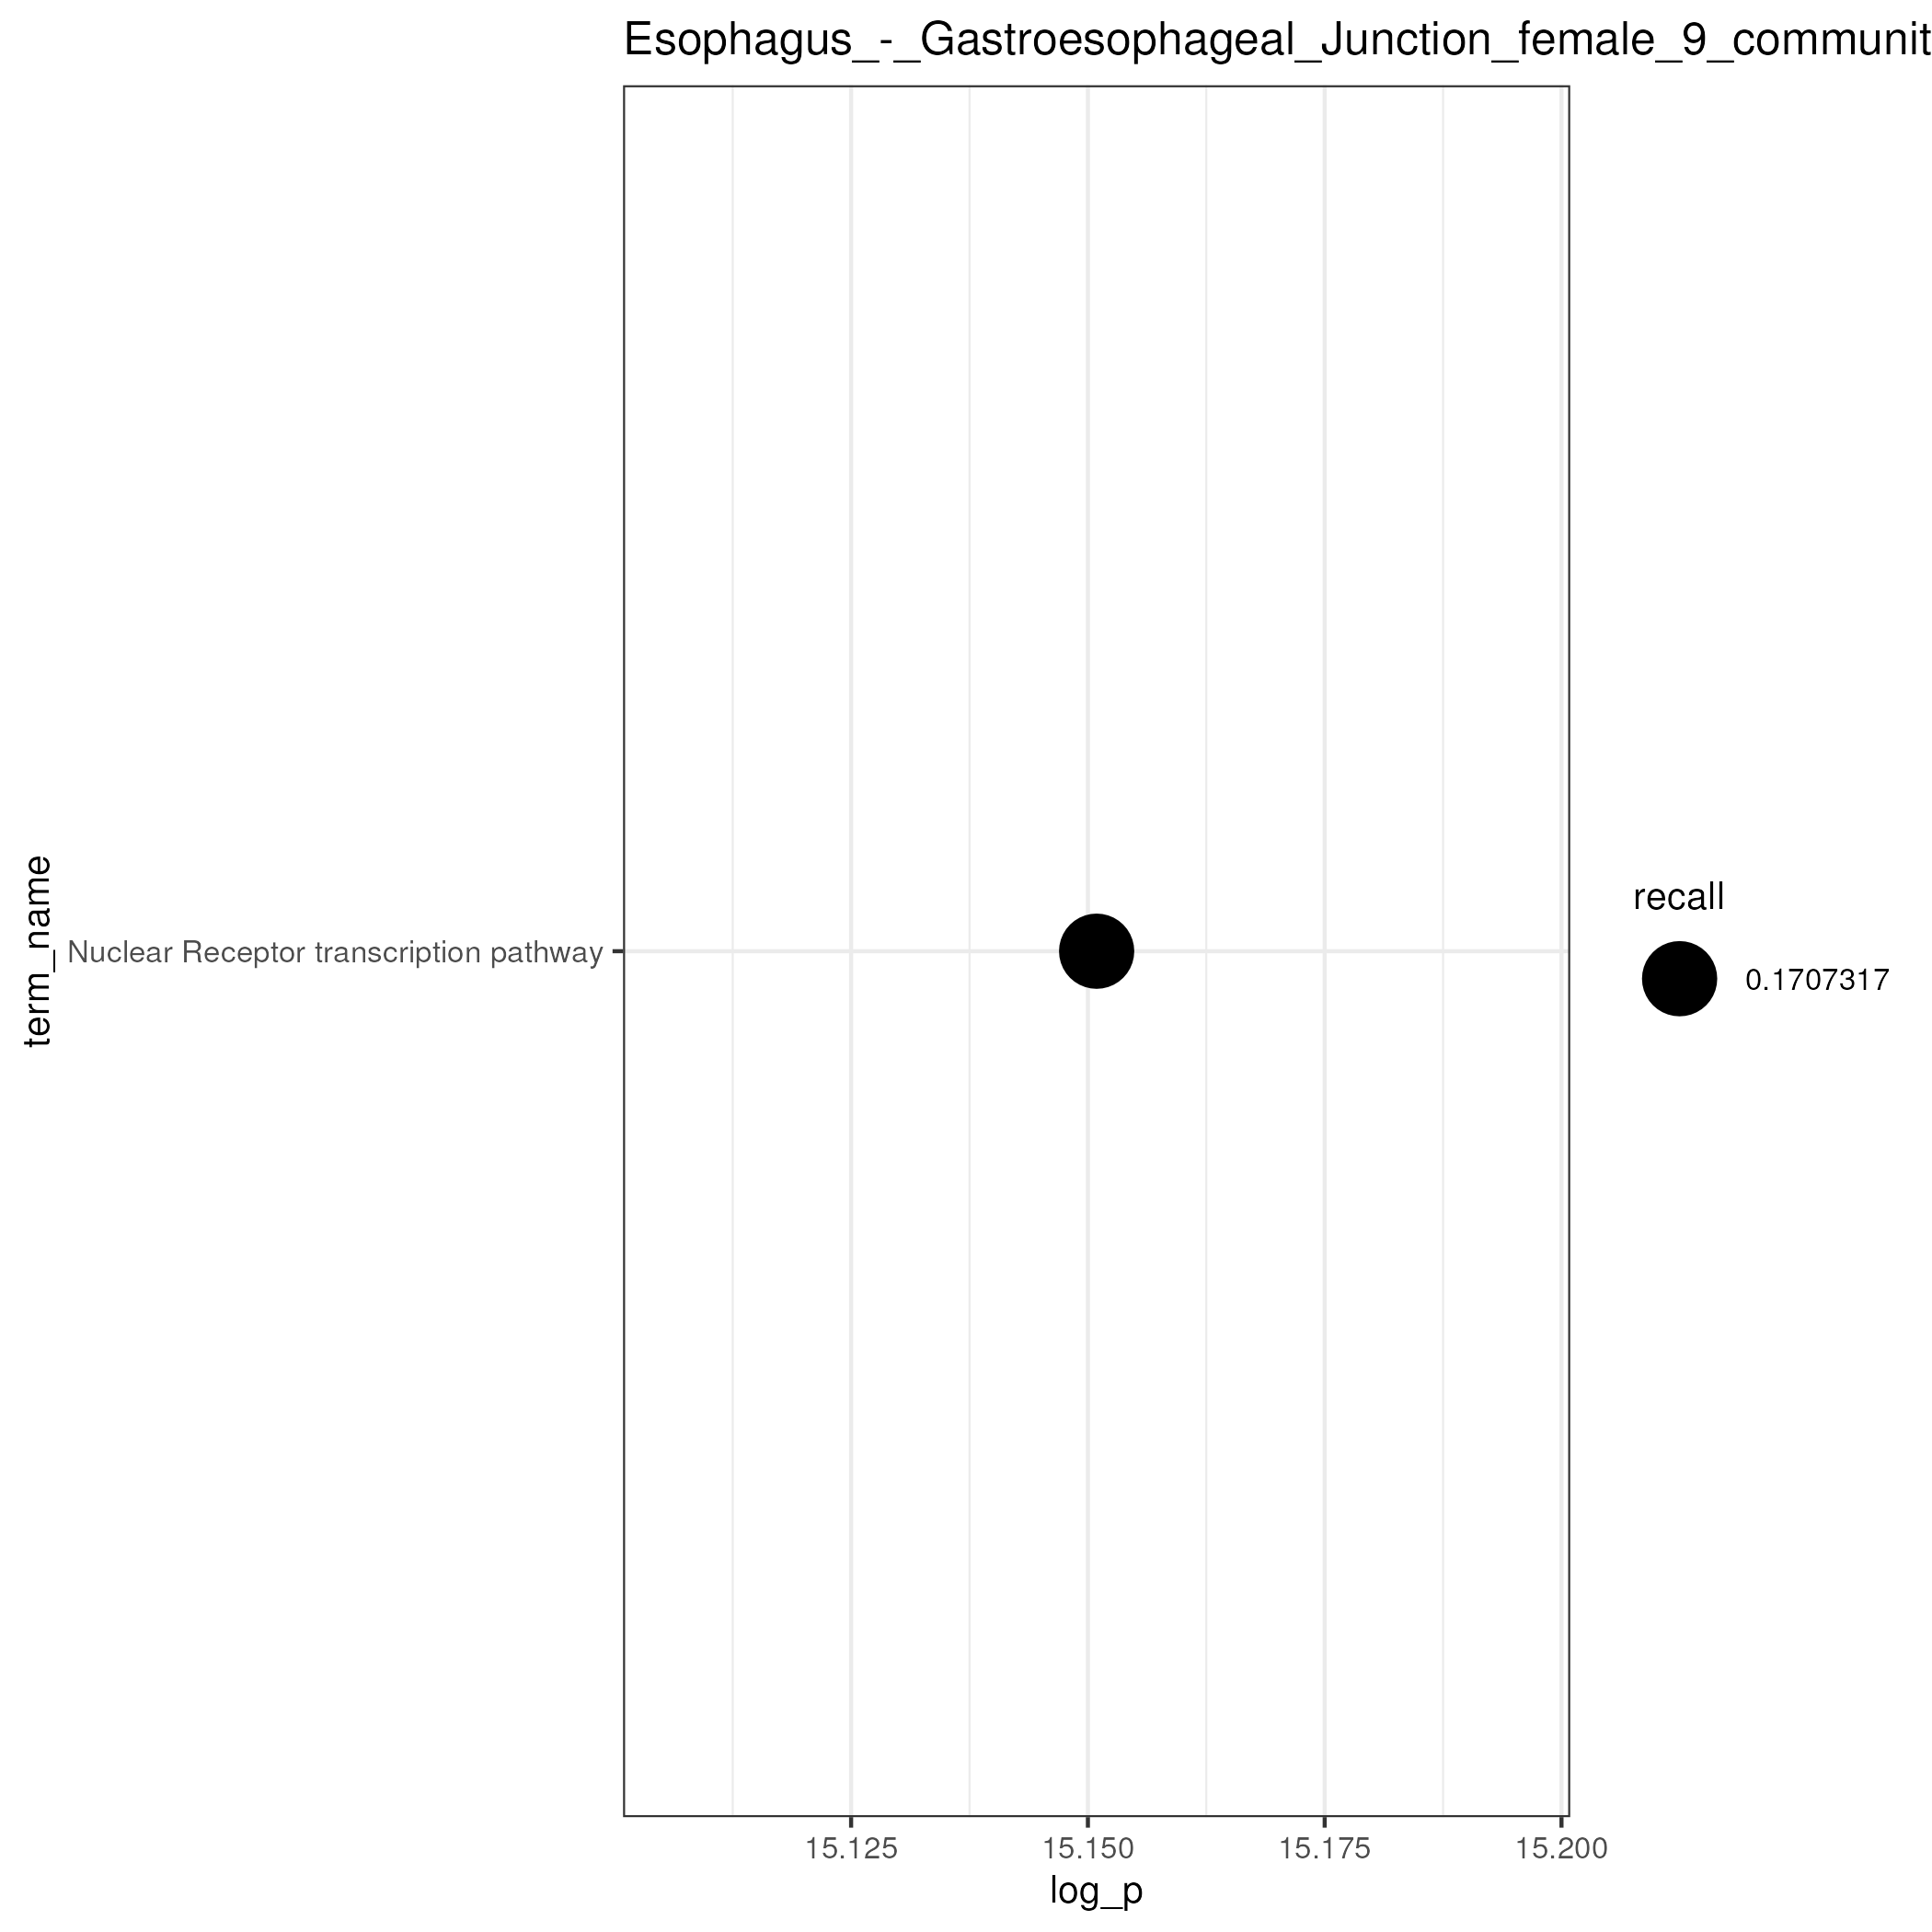 Esophagus_-_Gastroesophageal_Junction_female_9_communit
term_name
Nuclear Receptor transcription pathway
recall
0.1707317
15.125 15.150 15.175 15.200
log_p